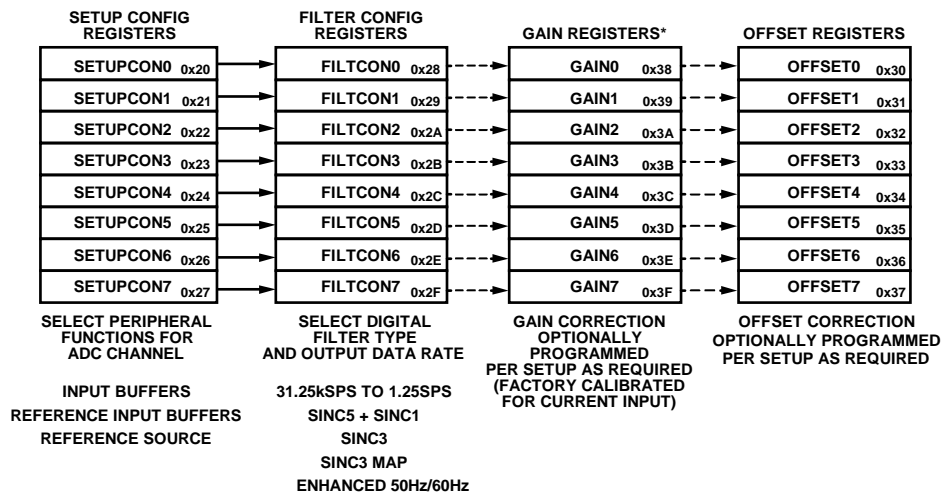 SETUP CONFIG
REGISTERS
SETUPCON0 0x20
SETUPCON1 0x21
SETUPCON2 0x22
SETUPCON3 0x23
SETUPCON4 0x24
SETUPCON5 0x25
SETUPCON6 0x26
SETUPCON7 0x27
SELECT PERIPHERAL
FUNCTIONS FOR
ADC CHANNEL
INPUT BUFFERS
REFERENCE INPUT BUFFERS
REFERENCE SOURCE
FILTER CONFIG
REGISTERS
FILTCON0 0x28
FILTCON1 0x29
FILTCON2 0x2A
FILTCON3 0x2B
FILTCON4 0x2C
FILTCON5 0x2D
FILTCON6 0x2E
FILTCON7 0x2F
SELECT DIGITAL
FILTER TYPE
AND OUTPUT DATA RATE
31.25kSPS TO 1.25SPS
SINC5 + SINC1
SINC3
SINC3 MAP
ENHANCED 50Hz/60Hz
GAIN REGISTERS*
GAIN0 0x38
GAIN1 0x39
GAIN2 0x3A
GAIN3 0x3B
GAIN4 0x3C
GAIN5 0x3D
GAIN6 0x3E
GAIN7 0x3F
GAIN CORRECTION
OPTIONALLY
PROGRAMMED
PER SETUP AS REQUIRED
(FACTORY CALIBRATED
FOR CURRENT INPUT)
OFFSET REGISTERS
OFFSET0 0x30
OFFSET1 0x31
OFFSET2 0x32
OFFSET3 0x33
OFFSET4 0x34
OFFSET5 0x35
OFFSET6 0x36
OFFSET7 0x37
OFFSET CORRECTION
OPTIONALLY PROGRAMMED
PER SETUP AS REQUIRED